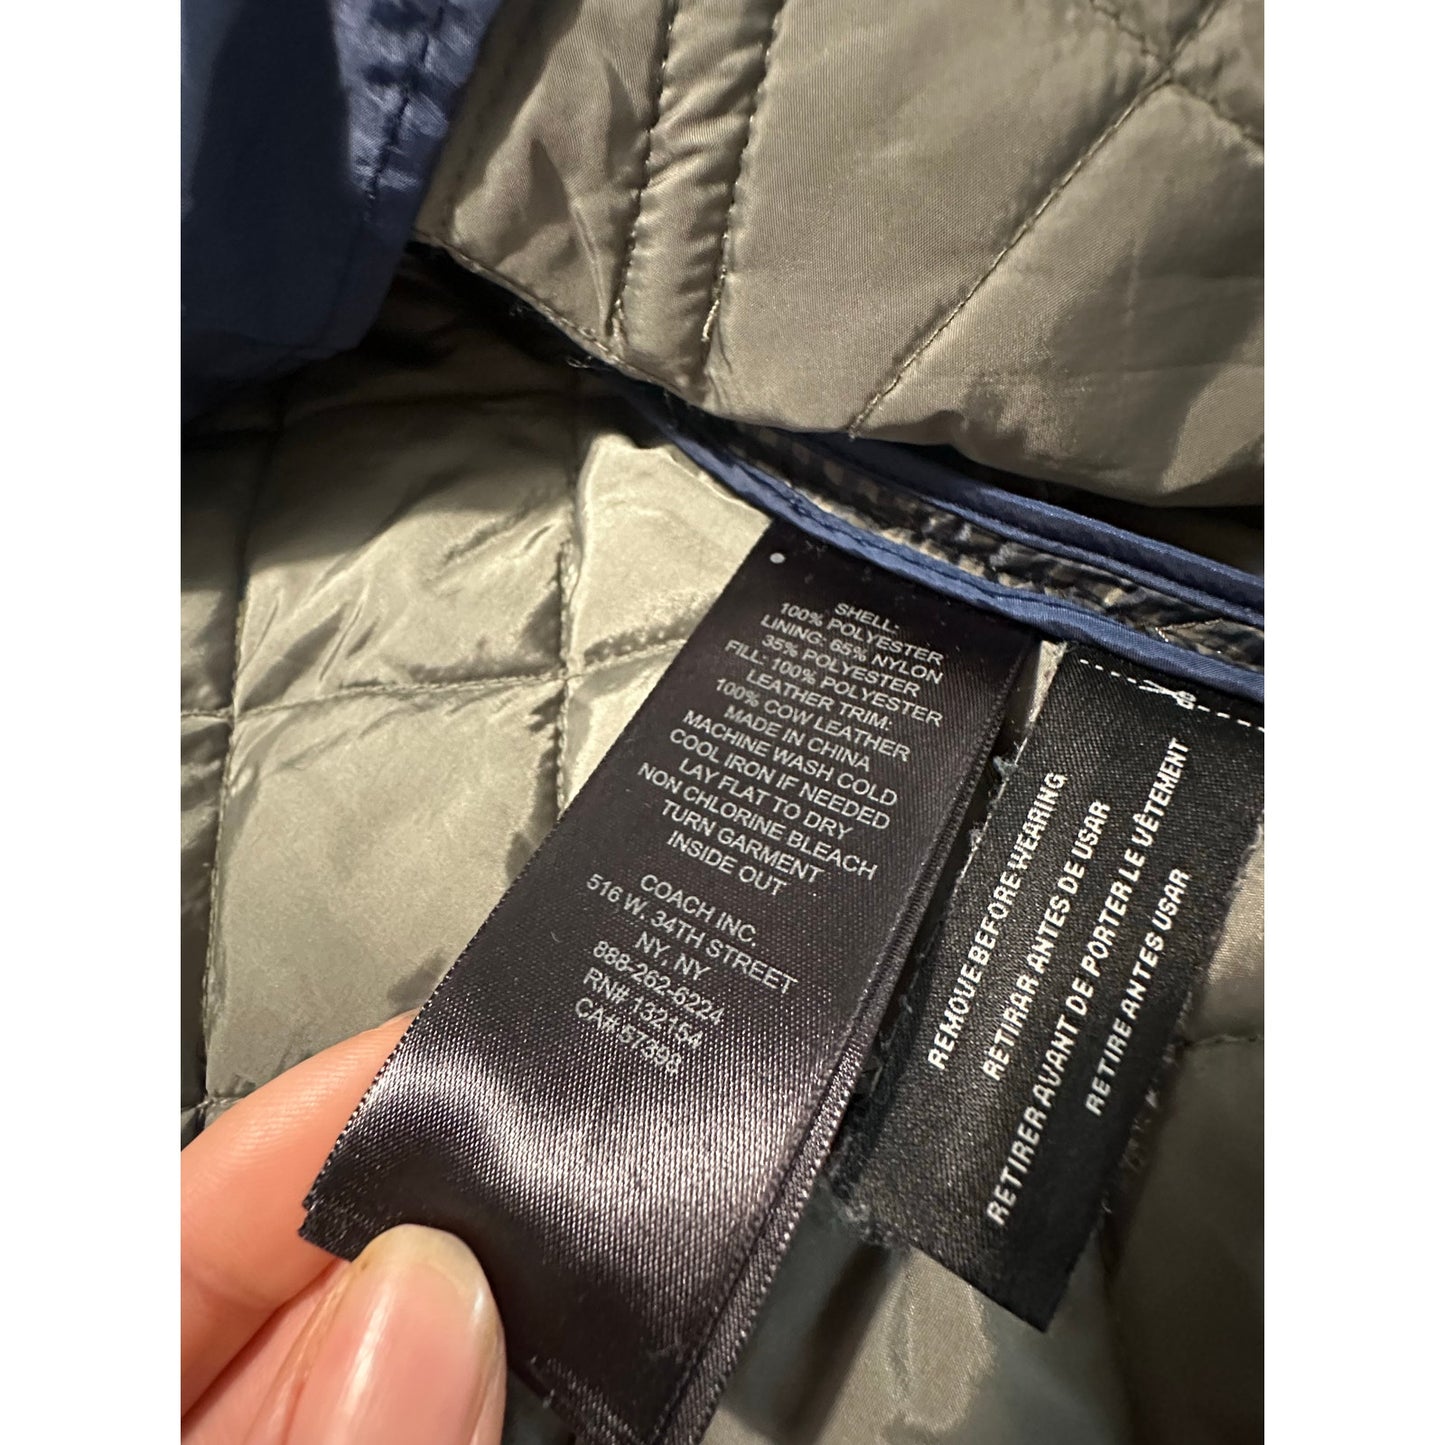 SHELL:
100% POLYESTER
LINING: 65% NYLON
35% POLYESTER
FILL: 100% POLYESTER
LEATHER TRIM:
100% COW LEATHER
MADE IN CHINA
MACHINE WASH COLD
COOL IRON IF NEEDED
LAY FLAT TO DRY
NON CHLORINE BLEACH
TURN GARMENT
INSIDE OUT
COACH INC.
516 W. 34TH STREET
NY, NY
888-262-6224
RN# 132154
CA# 57398
REMOVE BEFORE WEARING
RETIRAR ANTES DE USAR
RETIRER AVANT DE PORTER LE VÊTEMENT
RETIRE ANTES USAR